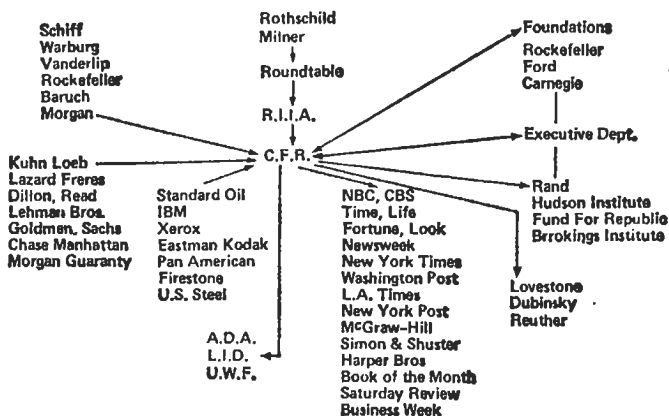 Schiff
Warburg
Vanderlip
Rockefeller
Baruch
Morgan
Rothschild
Milner
Roundtable
R.I.I.A.
C.F.R.
Foundations
Rockefeller
Ford
Carnegie
Executive Dept.
Rand
Hudson Institute
Fund For Republic
Brrokings Institute
Kuhn Loeb
Lazard Freres
Dillon, Read
Lehman Bros.
Goldmen, Sachs
Chase Manhattan
Morgan Guaranty
Standard Oil
IBM
Xerox
Eastman Kodak
Pan American
Firestone
U.S. Steel
NBC, CBS
Time, Life
Fortune, Look
Newsweek
New York Times
Washington Post
L.A. Times
New York Post
McGraw-Hill
Simon & Shuster
Harper Bros
Book of the Month
Saturday Review
Business Week
Lovestone
Dubinsky
Reuther
A.D.A.
L.I.D.
U.W.F.